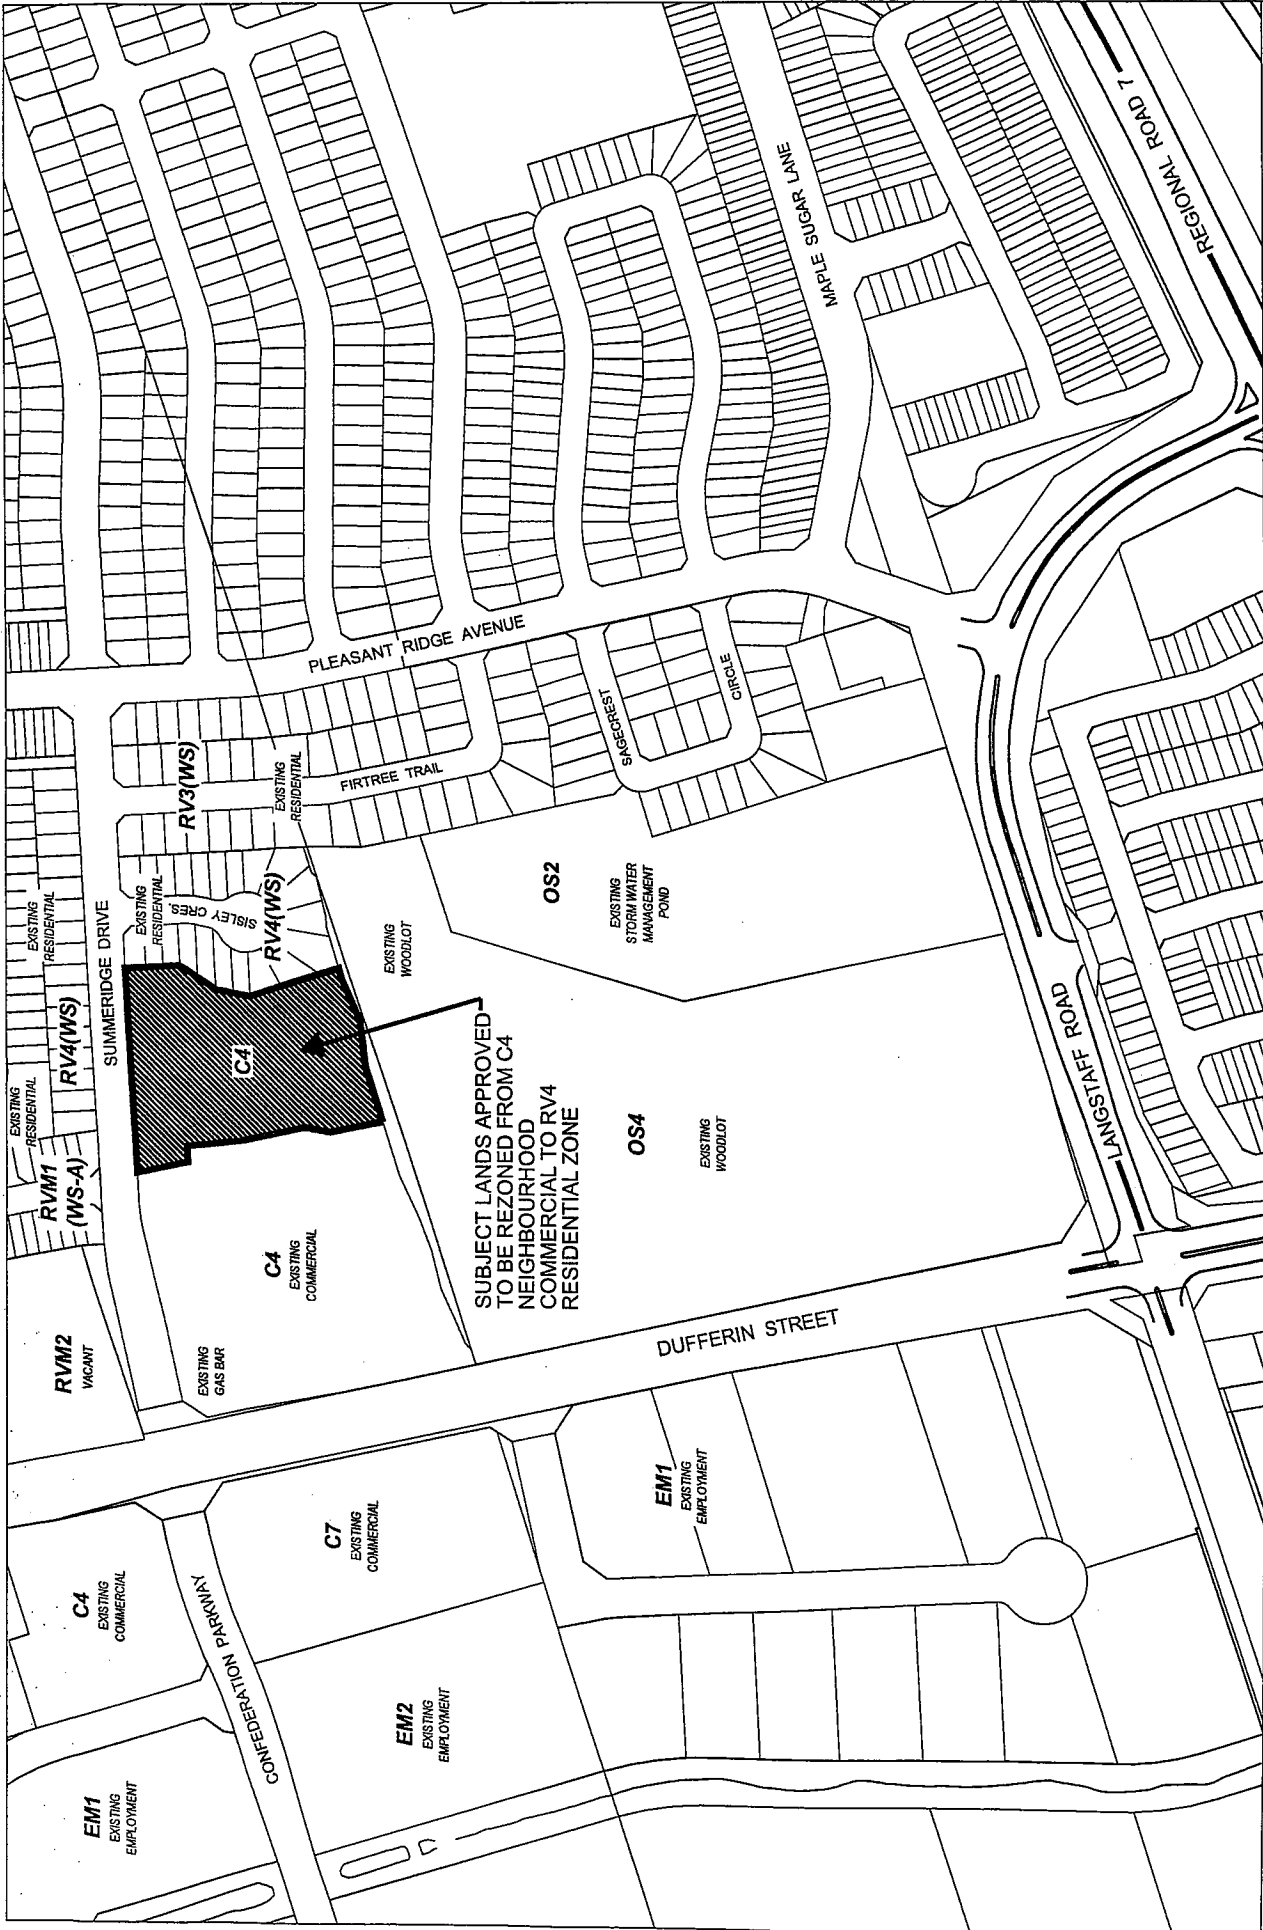 REGIONAL ROAD 7
MAPLE SUGAR LANE
PLEASANT RIDGE AVENUE
SAGECREST
CIRCLE
FIRTREE TRAIL
RV3(WS)
EXISTING
RESIDENTIAL
EXISTING
RESIDENTIAL
SISLEY CRES.
RV4(WS)
EXISTING
RESIDENTIAL
SUMMERIDGE DRIVE
RV4(WS)
EXISTING
RESIDENTIAL
RVM1
(WS-A)
RVM2
VACANT
C4
EXISTING
WOODLOT
OS2
EXISTING
STORM WATER
MANAGEMENT
POND
SUBJECT LANDS APPROVED
TO BE REZONED FROM C4
NEIGHBOURHOOD
COMMERCIAL TO RV4
RESIDENTIAL ZONE
OS4
EXISTING
WOODLOT
LANGSTAFF ROAD
C4
EXISTING
COMMERCIAL
EXISTING
GAS BAR
DUFFERIN STREET
C7
EXISTING
COMMERCIAL
EM1
EXISTING
EMPLOYMENT
C4
EXISTING
COMMERCIAL
CONFEDERATION PARKWAY
EM2
EXISTING
EMPLOYMENT
EM1
EXISTING
EMPLOYMENT